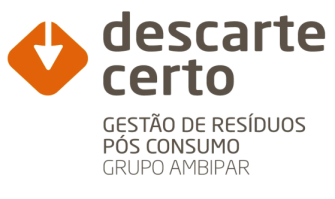 descarte
certo
GESTÃO DE RESÍDUOS
PÓS CONSUMO
GRUPO AMBIPAR